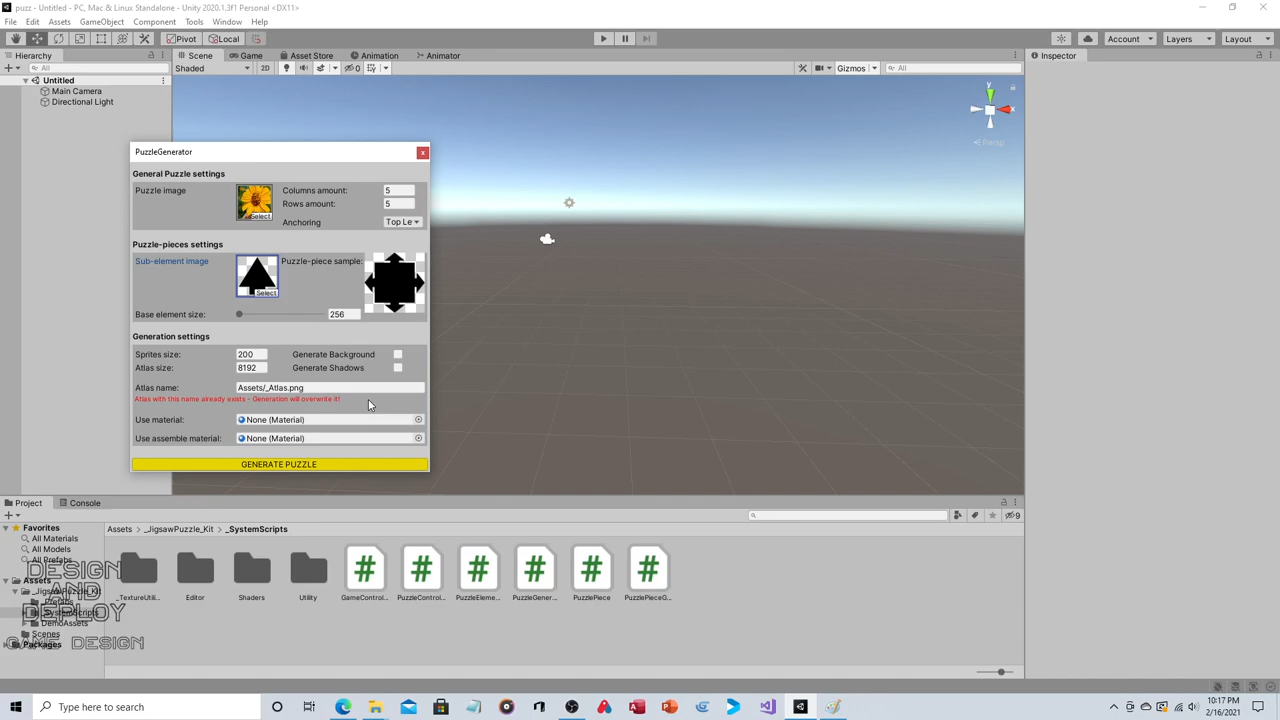 puzz - Untitled - PC, Mac & Linux Standalone - Unity 2020.1.3f1 Personal <DX11>
File Edit Assets GameObject Component Tools Window Help
Pivot Local Account Layers Layout
Hierarchy Scene Game Asset Store Animation Animator Inspector
All Shaded 2D 0 Gizmos All
Untitled
Main Camera
Directional Light
y
x
Persp
PuzzleGenerator x
General Puzzle settings
Puzzle image Select Columns amount: 5
Rows amount: 5
Anchoring Top Le
Puzzle-pieces settings
Sub-element image Select Puzzle-piece sample:
Base element size: 256
Generation settings
Sprites size: 200 Generate Background
Atlas size: 8192 Generate Shadows
Atlas name: Assets/_Atlas.png
Atlas with this name already exists - Generation will overwrite it!
Use material: None (Material)
Use assemble material: None (Material)
GENERATE PUZZLE
Project Console
9
Favorites
All Materials
All Models
All Prefabs
Assets
_JigsawPuzzle_Kit
_SystemScripts
DemoAssets
Scenes
Packages
Assets > _JigsawPuzzle_Kit > _SystemScripts
_TextureUtili... Editor Shaders Utility GameControl... PuzzleControl... PuzzleEleme... PuzzleGener... PuzzlePiece PuzzlePieceG...
DESIGN
AND
DEPLOY
GAME DESIGN
Type here to search
10:17 PM
2/16/2021